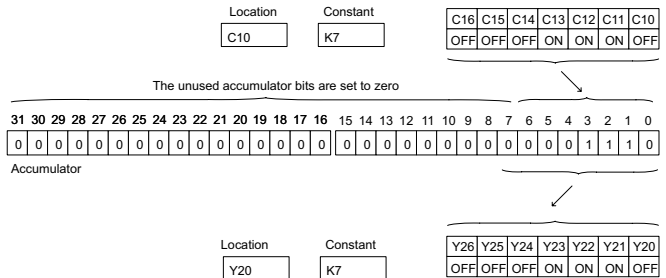 Location Constant
C10 K7
C16 C15 C14 C13 C12 C11 C10
OFF OFF OFF ON ON ON OFF
The unused accumulator bits are set to zero
31 30 29 28 27 26 25 24 23 22 21 20 19 18 17 16 15 14 13 12 11 10 9 8 7 6 5 4 3 2 1 0
0 0 0 0 0 0 0 0 0 0 0 0 0 0 0 0 0 0 0 0 0 0 0 0 0 0 0 0 1 1 1 0
Accumulator
Location Constant
Y20 K7
Y26 Y25 Y24 Y23 Y22 Y21 Y20
OFF OFF OFF ON ON ON OFF